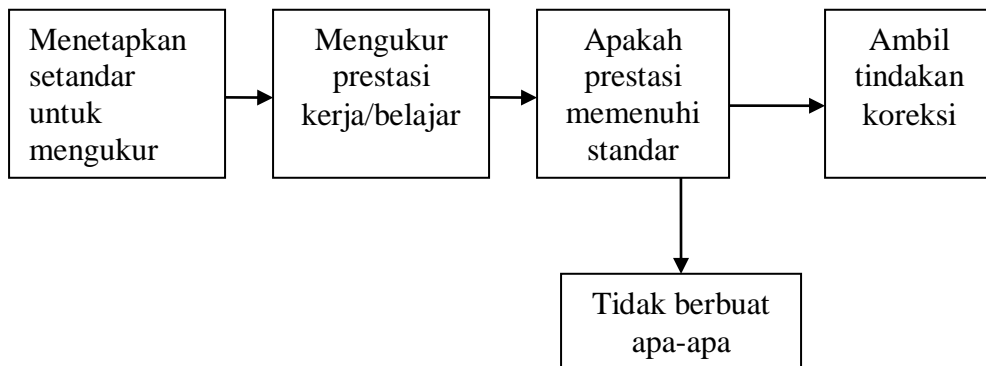 Menetapkan
setandar
untuk
mengukur
Mengukur
prestasi
kerja/belajar
Apakah
prestasi
memenuhi
standar
Ambil
tindakan
koreksi
Tidak berbuat
apa-apa